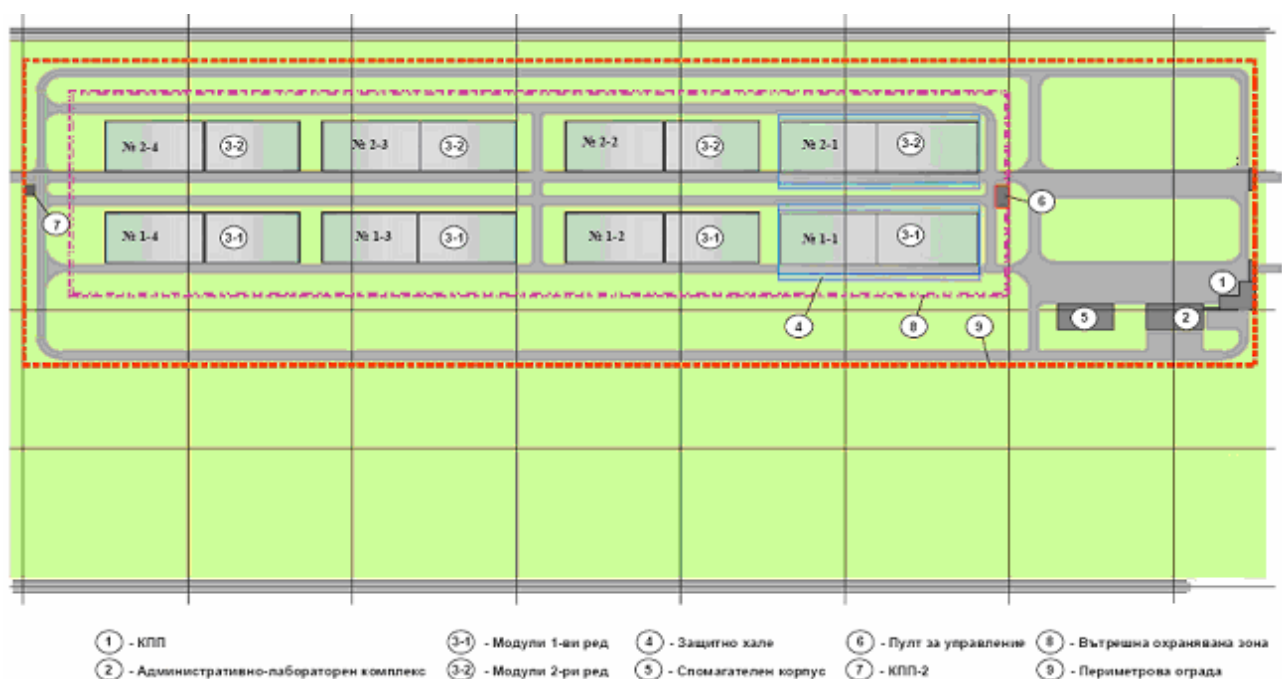 № 2-4 3-2 № 2-3 3-2 № 2-2 3-2 № 2-1 3-2
7 6
№ 1-4 3-1 № 1-3 3-1 № 1-2 3-1 № 1-1 3-1
1
4 8 9 5 2
1 - КПП
2 - Административно-лабораторен комплекс
3-1 - Модули 1-ви ред
3-2 - Модули 2-ри ред
4 - Защитно хале
5 - Спомагателен корпус
6 - Пулт за управление
7 - КПП-2
8 - Вътрешна охранявана зона
9 - Периметрова ограда